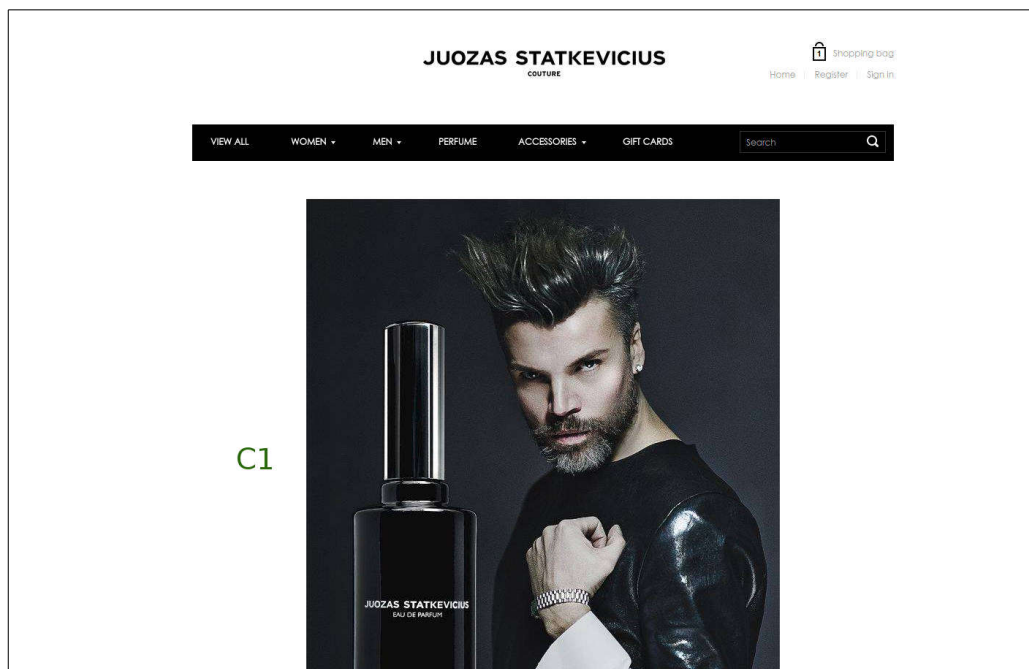 JUOZAS STATKEVICIUS
COUTURE
1 Shopping bag
Home Register Sign in
VIEW ALL WOMEN MEN PERFUME ACCESSORIES GIFT CARDS Search
C1
JUOZAS STATKEVICIUS
EAU DE PARFUM